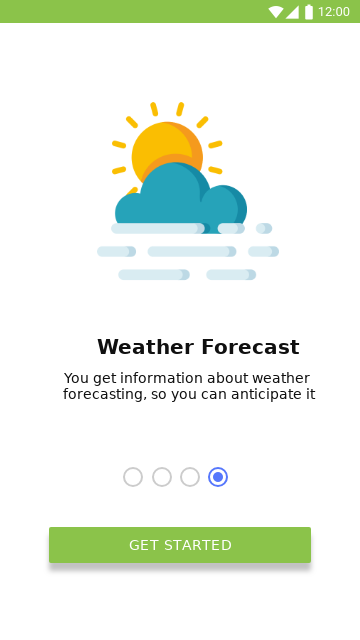 12:00
Weather Forecast
You get information about weather
forecasting, so you can anticipate it
GET STARTED